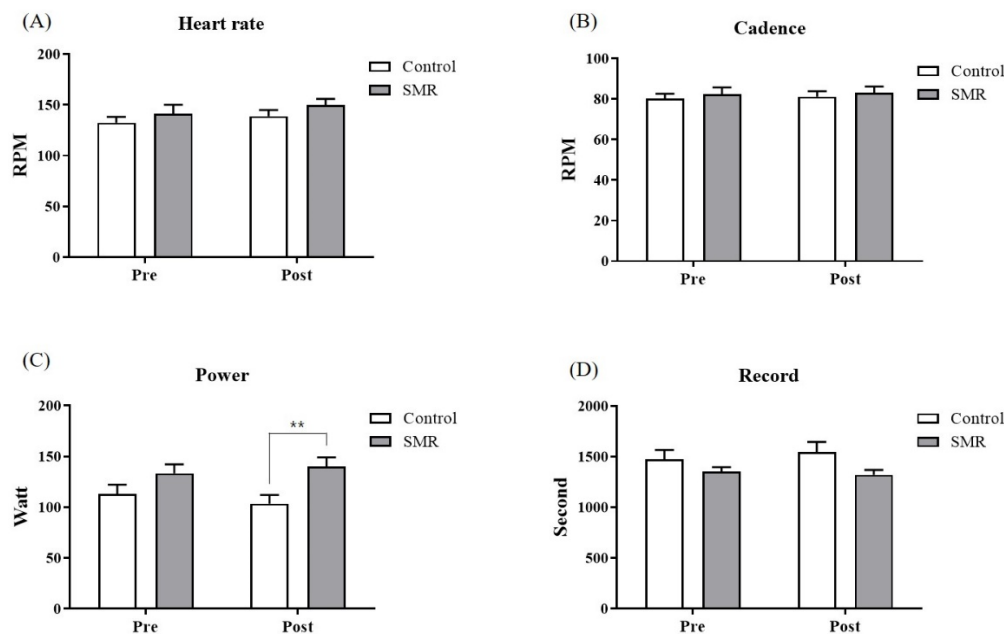 (A)
Heart rate
200
150
100
50
0
RPM
Pre
Post
Control
SMR
(B)
Cadence
100
80
60
40
20
0
RPM
Pre
Post
Control
SMR
(C)
Power
200
150
100
50
0
Watt
**
Pre
Post
Control
SMR
(D)
Record
2000
1500
1000
500
0
Second
Pre
Post
Control
SMR